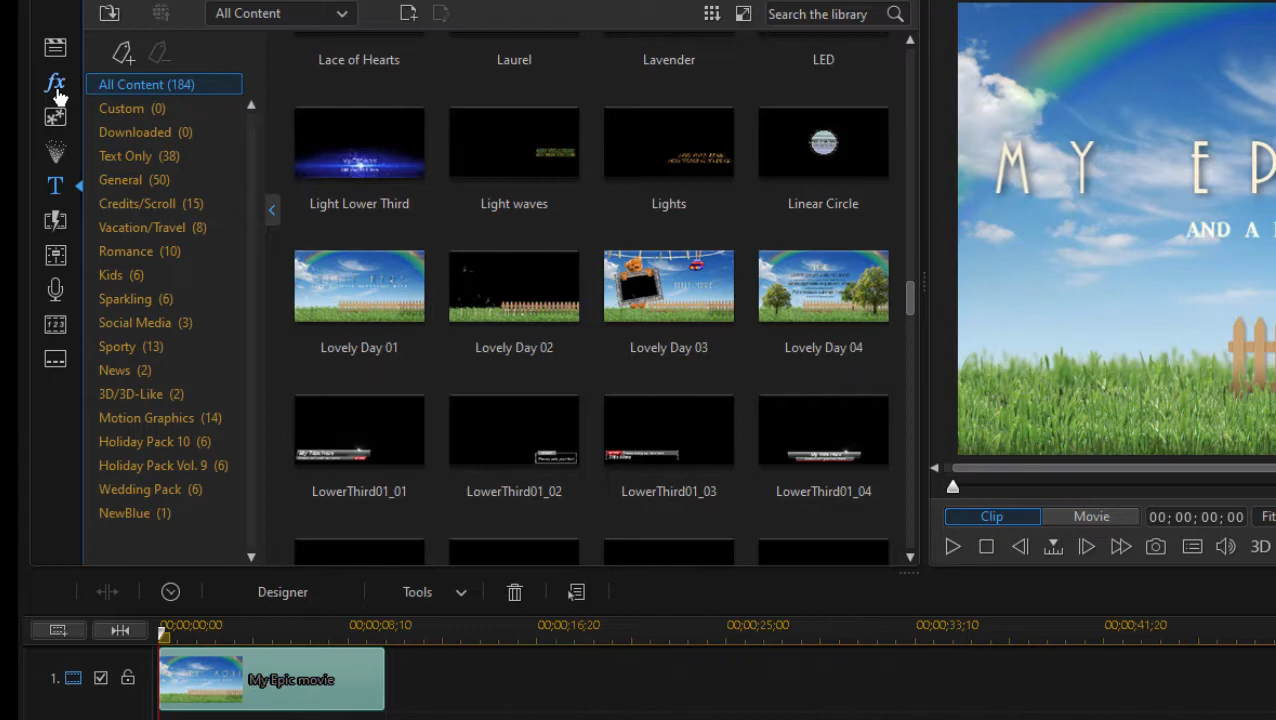 All Content
Search the library
fx
T
All Content (184)
Custom (0)
Downloaded (0)
Text Only (38)
General (50)
Credits/Scroll (15)
Vacation/Travel (8)
Romance (10)
Kids (6)
Sparkling (6)
Social Media (3)
Sporty (13)
News (2)
3D/3D-Like (2)
Motion Graphics (14)
Holiday Pack 10 (6)
Holiday Pack Vol. 9 (6)
Wedding Pack (6)
NewBlue (1)
Lace of Hearts
Laurel
Lavender
LED
Light Lower Third
Light waves
Lights
Linear Circle
Lovely Day 01
Lovely Day 02
Lovely Day 03
Lovely Day 04
My Title Here
LowerThird01_01
LowerThird01_02
LowerThird01_03
LowerThird01_04
MY EP
AND A
Clip
Movie
00;00;00;00
Fit
3D
Designer
Tools
00;00;00;00
00;00;08;10
00;00;16;20
00;00;25;00
00;00;33;10
00;00;41;20
1.
My Epic movie